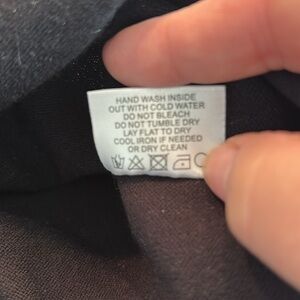 HAND WASH INSIDE
OUT WITH COLD WATER
DO NOT BLEACH
DO NOT TUMBLE DRY
LAY FLAT TO DRY
COOL IRON IF NEEDED
OR DRY CLEAN